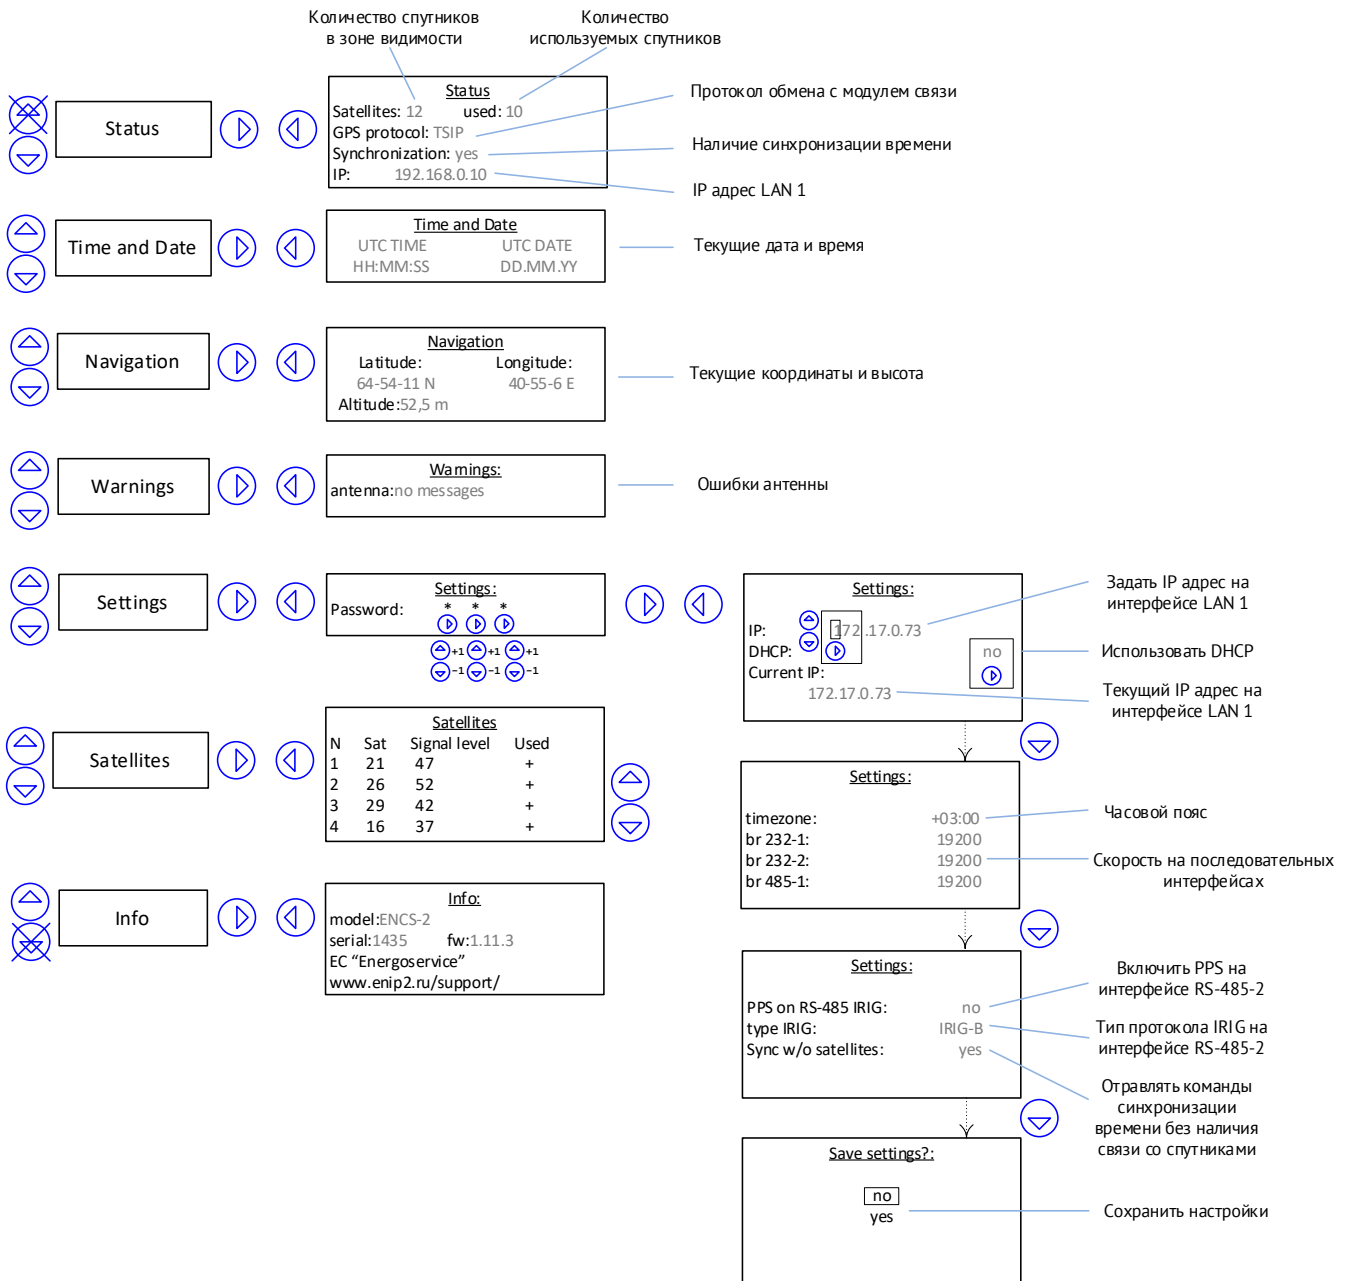 Количество спутников
в зоне видимости
Количество
используемых спутников
Status
Status
Satellites: 12 used: 10
GPS protocol: TSIP
Synchronization: yes
IP: 192.168.0.10
Протокол обмена с модулем связи
Наличие синхронизации времени
IP адрес LAN 1
Time and Date
Time and Date
UTC TIME UTC DATE
HH:MM:SS DD.MM.YY
Текущие дата и время
Navigation
Navigation
Latitude: Longitude:
64-54-11 N 40-55-6 E
Altitude:52,5 m
Текущие координаты и высота
Warnings
Warnings:
antenna:no messages
Ошибки антенны
Settings
Settings:
Password: * * *
+1 +1 +1
-1 -1 -1
Settings:
IP: 172.17.0.73
DHCP: no
Current IP:
172.17.0.73
Задать IP адрес на
интерфейсе LAN 1
Использовать DHCP
Текущий IP адрес на
интерфейсе LAN 1
Satellites
Satellites
N Sat Signal level Used
1 21 47 +
2 26 52 +
3 29 42 +
4 16 37 +
Settings:
timezone: +03:00
br 232-1: 19200
br 232-2: 19200
br 485-1: 19200
Часовой пояс
Скорость на последовательных
интерфейсах
Info
Info:
model:ENCS-2
serial:1435 fw:1.11.3
EC “Energoservice”
www.enip2.ru/support/
Settings:
PPS on RS-485 IRIG: no
type IRIG: IRIG-B
Sync w/o satellites: yes
Включить PPS на
интерфейсе RS-485-2
Тип протокола IRIG на
интерфейсе RS-485-2
Отравлять команды
синхронизации
времени без наличия
связи со спутниками
Save settings?:
no
yes
Сохранить настройки